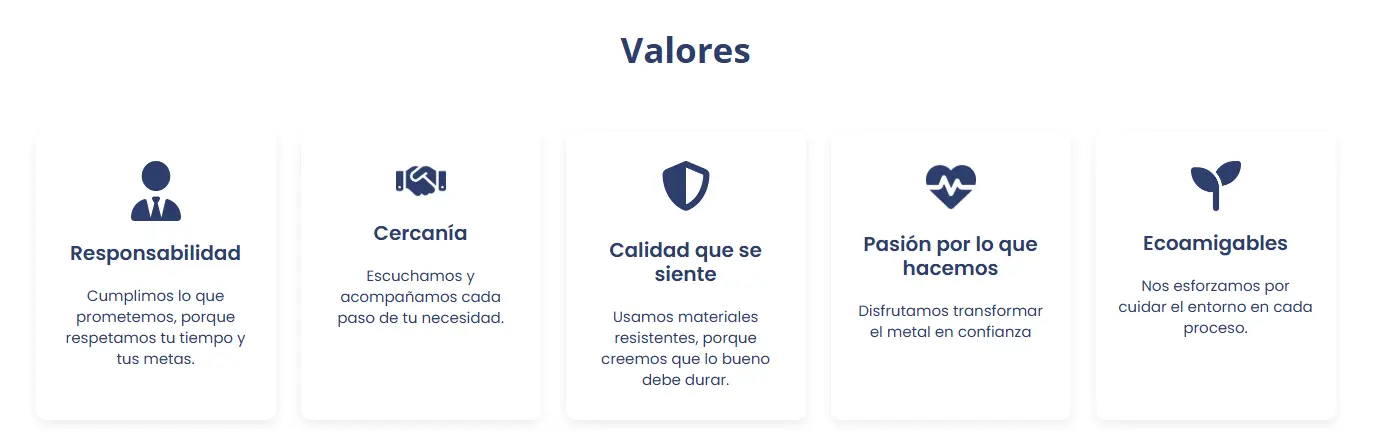 Valores
Responsabilidad
Cumplimos lo que
prometemos, porque
respetamos tu tiempo y
tus metas.
Cercanía
Escuchamos y
acompañamos cada
paso de tu necesidad.
Calidad que se
siente
Usamos materiales
resistentes, porque
creemos que lo bueno
debe durar.
Pasión por lo que
hacemos
Disfrutamos transformar
el metal en confianza
Ecoamigables
Nos esforzamos por
cuidar el entorno en cada
proceso.